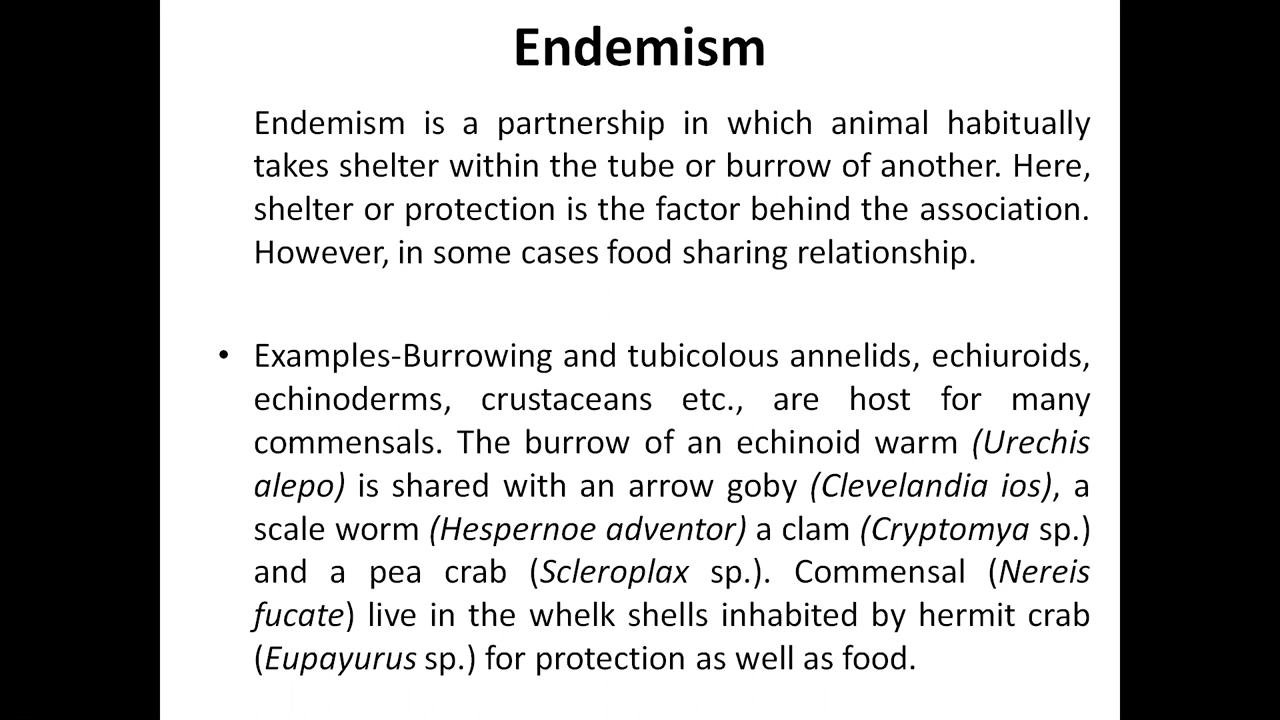 Endemism
Endemism is a partnership in which animal habitually
takes shelter within the tube or burrow of another. Here,
shelter or protection is the factor behind the association.
However, in some cases food sharing relationship.
• Examples-Burrowing and tubicolous annelids, echiuroids,
echinoderms, crustaceans etc., are host for many
commensals. The burrow of an echinoid warm (Urechis
alepo) is shared with an arrow goby (Clevelandia ios), a
scale worm (Hespernoe adventor) a clam (Cryptomya sp.)
and a pea crab (Scleroplax sp.). Commensal (Nereis
fucate) live in the whelk shells inhabited by hermit crab
(Eupayurus sp.) for protection as well as food.